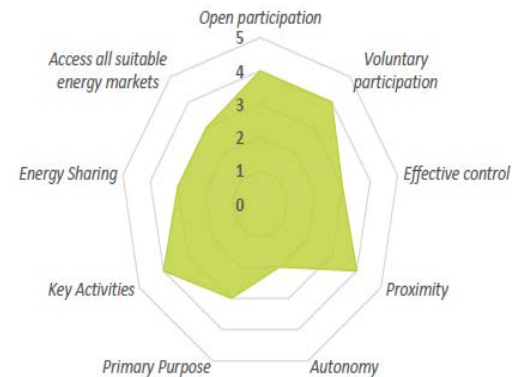 Open participation
5
Access all suitable
energy markets
Voluntary
participation
4
3
2
Energy Sharing
1
Effective control
0
Key Activities
Proximity
Primary Purpose
Autonomy